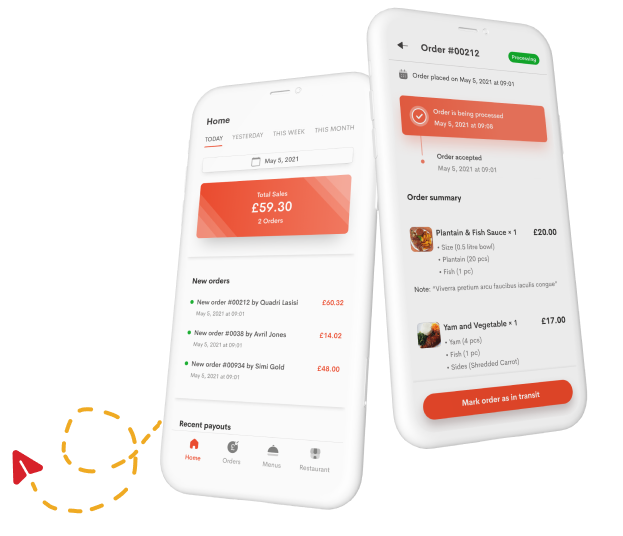 Home
TODAY YESTERDAY THIS WEEK THIS MONTH
May 5, 2021
Total Sales
£59.30
2 Orders
New orders
New order #00212 by Quadri Lasisi £60.32
May 5, 2021 at 09:01
New order #0038 by Avril Jones £14.02
May 5, 2021 at 09:01
New order #00934 by Simi Gold £48.00
May 5, 2021 at 09:01
Recent payouts
Home Orders Menus Restaurant
Order #00212 Processing
Order placed on May 5, 2021 at 09:01
Order is being processed
May 5, 2021 at 09:05
Order accepted
May 5, 2021 at 09:01
Order summary
Plantain & Fish Sauce × 1 £20.00
• Size (0.5 litre bowl)
• Plantain (20 pcs)
• Fish (1 pc)
Note: "Viverra pretium arcu faucibus iaculis congue"
Yam and Vegetable × 1 £17.00
• Yam (4 pcs)
• Fish (1 pc)
• Sides (Shredded Carrot)
Mark order as in transit